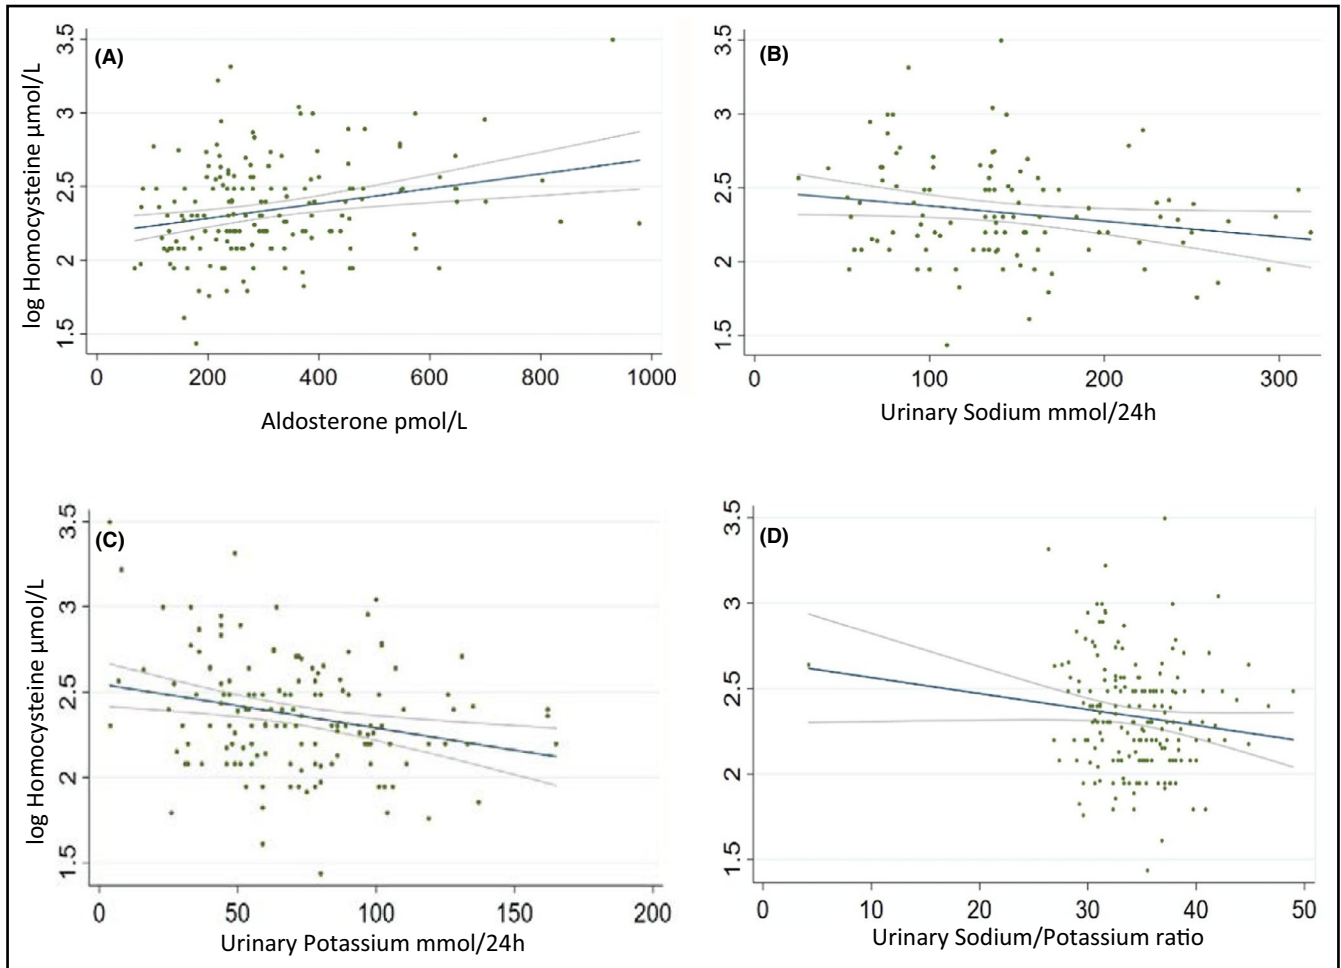 (A)
log Homocysteine µmol/L
3.5
3
2.5
2
1.5
0 200 400 600 800 1000
Aldosterone pmol/L
(B)
3.5
3
2.5
2
1.5
0 100 200 300
Urinary Sodium mmol/24h
(C)
log Homocysteine µmol/L
3.5
3
2.5
2
1.5
0 50 100 150 200
Urinary Potassium mmol/24h
(D)
3.5
3
2.5
2
1.5
0 10 20 30 40 50
Urinary Sodium/Potassium ratio